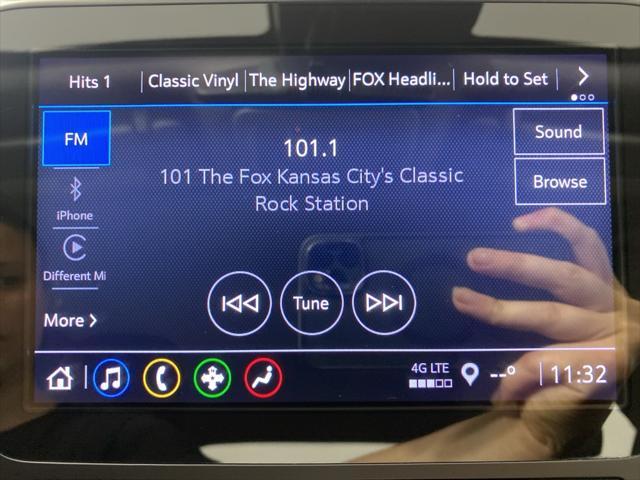 Hits 1 Classic Vinyl The Highway FOX Headli... Hold to Set
FM
Sound
101.1
101 The Fox Kansas City's Classic
Rock Station
Browse
iPhone
Different Mi
More
Tune
4G LTE
--° 11:32